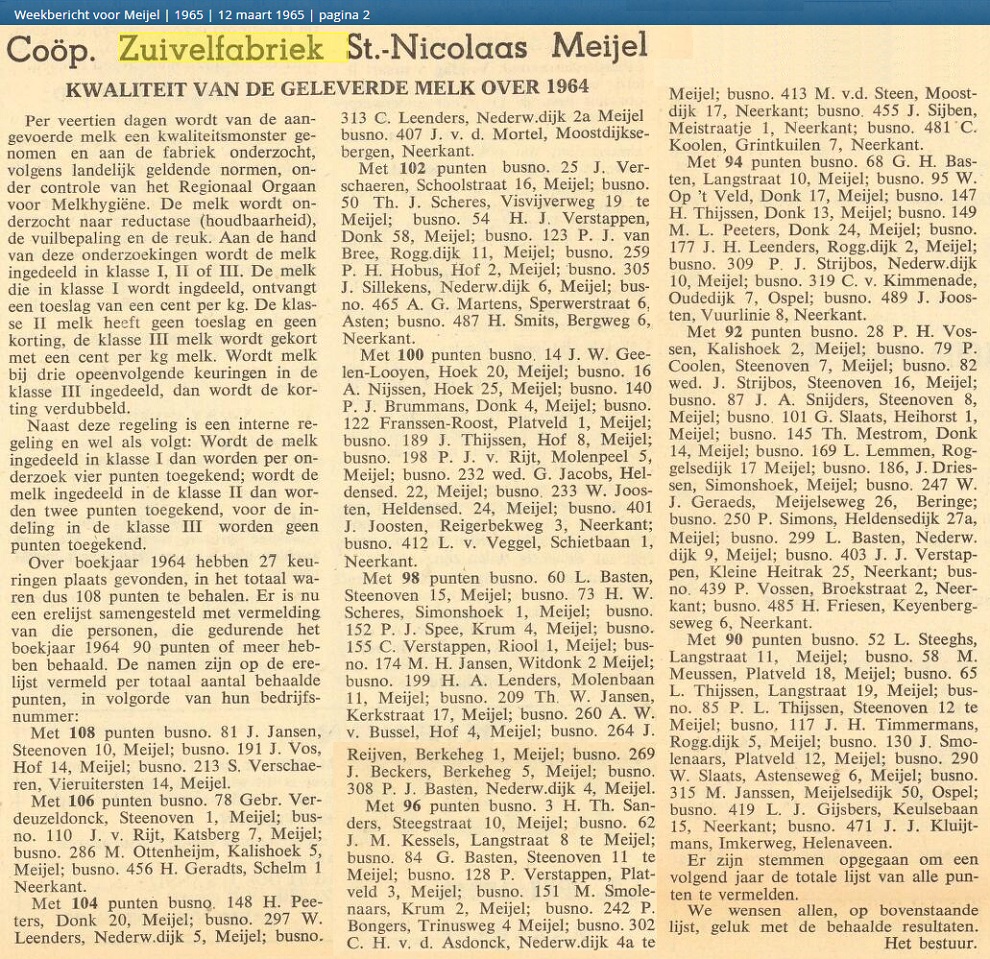 Weekbericht voor Meijel | 1965 | 12 maart 1965 | pagina 2
Coöp. Zuivelfabriek St.-Nicolaas Meijel
KWALITEIT VAN DE GELEVERDE MELK OVER 1964
Per veertien dagen wordt van de aan-
gevoerde melk een kwaliteitsmonster ge-
nomen en aan de fabriek onderzocht,
volgens landelijk geldende normen, on-
der controle van het Regionaal Orgaan
voor Melkhygiëne. De melk wordt on-
derzocht naar reductase (houdbaarheid),
de vuilbepaling en de reuk. Aan de hand
van deze onderzoekingen wordt de melk
ingedeeld in klasse I, II of III. De melk
die in klasse I wordt ingdeeld, ontvangt
een toeslag van een cent per kg. De klas-
se II melk heeft geen toeslag en geen
korting, de klasse III melk wordt gekort
met een cent per kg melk. Wordt melk
bij drie opeenvolgende keuringen in de
klasse III ingedeeld, dan wordt de kor-
ting verdubbeld.
Naast deze regeling is een interne re-
geling en wel als volgt: Wordt de melk
ingedeeld in klasse I dan worden per on-
derzoek vier punten toegekend; wordt de
melk ingedeeld in de klasse II dan wor-
den twee punten toegekend, voor de in-
deling in de klasse III worden geen
punten toegekend.
Over boekjaar 1964 hebben 27 keu-
ringen plaats gevonden, in het totaal wa-
ren dus 108 punten te behalen. Er is nu
een erelijst samengesteld met vermelding
van die personen, die gedurende het
boekjaar 1964 90 punten of meer heb-
ben behaald. De namen zijn op de ere-
lijst vermeld per totaal aantal behaalde
punten, in volgorde van hun bedrijfs-
nummer:
Met 108 punten busno. 81 J. Jansen,
Steenoven 10, Meijel; busno. 191 J. Vos,
Hof 14, Meijel; busno. 213 S. Verschae-
ren, Vieruitersten 14, Meijel.
Met 106 punten busno. 78 Gebr. Ver-
deuzeldonck, Steenoven 1, Meijel; bus-
no. 110 J. v. Rijt, Katsberg 7, Meijel;
busno. 286 M. Ottenheijm, Kalishoek 5,
Meijel; busno. 456 H. Geradts, Schelm 1
Neerkant.
Met 104 punten busno. 148 H. Pee-
ters, Donk 20, Meijel; busno. 297 W.
Leenders, Nederw.dijk 5, Meijel; busno.
313 C. Leenders, Nederw.dijk 2a Meijel
busno. 407 J. v. d. Mortel, Moostdijkse-
bergen, Neerkant.
Met 102 punten busno. 25 J. Ver-
schaeren, Schoolstraat 16, Meijel; busno.
50 Th. J. Scheres, Visvijverweg 19 te
Meijel; busno. 54 H. J. Verstappen,
Donk 58, Meijel; busno. 123 P. J. van
Bree, Rogg.dijk 11, Meijel; busno. 259
P. H. Hobus, Hof 2, Meijel; busno. 305
J. Sillekens, Nederw.dijk 6, Meijel; bus-
no. 465 A. G. Martens, Sperwerstraat 6,
Asten; busno. 487 H. Smits, Bergweg 6,
Neerkant.
Met 100 punten busno. 14 J. W. Gee-
len-Looyen, Hoek 20, Meijel; busno. 16
A. Nijssen, Hoek 25, Meijel; busno. 140
P. J. Brummans, Donk 4, Meijel; busno.
122 Franssen-Roost, Platveld 1, Meijel;
busno. 189 J. Thijssen, Hof 8, Meijel;
busno. 198 P. J. v. Rijt, Molenpeel 5,
Meijel; busno. 232 wed. G. Jacobs, Hel-
densed. 22, Meijel; busno. 233 W. Joos-
ten, Heldensed. 24, Meijel; busno. 401
J. Joosten, Reigerbekweg 3, Neerkant;
busno. 412 L. v. Veggel, Schietbaan 1,
Neerkant.
Met 98 punten busno. 60 L. Basten,
Steenoven 15, Meijel; busno. 73 H. W.
Scheres, Simonshoek 1, Meijel; busno.
152 P. J. Spee, Krum 4, Meijel; busno.
155 C. Verstappen, Riool 1, Meijel; bus-
no. 174 M. H. Jansen, Witdonk 2 Meijel;
busno. 199 H. A. Lenders, Molenbaan
11, Meijel; busno. 209 Th. W. Jansen,
Kerkstraat 17, Meijel; busno. 260 A. W.
v. Bussel, Hof 4, Meijel; busno. 264 J.
Reijven, Berkeheg 1, Meijel; busno. 269
J. Beckers, Berkeheg 5, Meijel; busno.
308 P. J. Basten, Nederw.dijk 4, Meijel.
Met 96 punten busno. 3 H. Th. San-
ders, Steegstraat 10, Meijel; busno. 62
J. M. Kessels, Langstraat 8 te Meijel;
busno. 84 G. Basten, Steenoven 11 te
Meijel; busno. 128 P. Verstappen, Plat-
veld 3, Meijel; busno. 151 M. Smole-
naars, Krum 2, Meijel; busno. 242 P.
Bongers, Trinusweg 4 Meijel; busno. 302
C. H. v. d. Asdonck, Nederw.dijk 4a te
Meijel; busno. 413 M. v.d. Steen, Moost-
dijk 17, Neerkant; busno. 455 J. Sijben,
Meistraatje 1, Neerkant; busno. 481 C.
Koolen, Grintkuilen 7, Neerkant.
Met 94 punten busno. 68 G. H. Bas-
ten, Langstraat 10, Meijel; busno. 95 W.
Op 't Veld, Donk 17, Meijel; busno. 147
H. Thijssen, Donk 13, Meijel; busno. 149
M. L. Peeters, Donk 24, Meijel; busno.
177 J. H. Leenders, Rogg.dijk 2, Meijel;
busno. 309 P. J. Strijbos, Nederw.dijk
10, Meijel; busno. 319 C. v. Kimmenade,
Oudedijk 7, Ospel; busno. 489 J. Joos-
ten, Vuurlinie 8, Neerkant.
Met 92 punten busno. 28 P. H. Vos-
sen, Kalishoek 2, Meijel; busno. 79 P.
Coolen, Steenoven 7, Meijel; busno. 82
wed. J. Strijbos, Steenoven 16, Meijel;
busno. 87 J. A. Snijders, Steenoven 8,
Meijel; busno. 101 G. Slaats, Heihorst 1,
Meijel; busno. 145 Th. Mestrom, Donk
14, Meijel; busno. 169 L. Lemmen, Rog-
gelsedijk 17 Meijel; busno. 186, J. Dries-
sen, Simonshoek, Meijel; busno. 247 W.
J. Geraeds, Meijelseweg 26, Beringe;
busno. 250 P. Simons, Heldensedijk 27a,
Meijel; busno. 299 L. Basten, Nederw.
dijk 9, Meijel; busno. 403 J. J. Verstap-
pen, Kleine Heitrak 25, Neerkant; bus-
no. 439 P. Vossen, Broekstraat 2, Neer-
kant; busno. 485 H. Friesen, Keyenberg-
seweg 6, Neerkant.
Met 90 punten busno. 52 L. Steeghs,
Langstraat 11, Meijel; busno. 58 M.
Meussen, Platveld 18, Meijel; busno. 65
L. Thijssen, Langstraat 19, Meijel; bus-
no. 85 P. L. Thijssen, Steenoven 12 te
Meijel; busno. 117 J. H. Timmermans,
Rogg.dijk 5, Meijel; busno. 130 J. Smo-
lenaars, Platveld 12, Meijel; busno. 290
W. Slaats, Astenseweg 6, Meijel; busno.
315 M. Janssen, Meijelsedijk 50, Ospel;
busno. 419 L. J. Gijsbers, Keulsebaan
15, Neerkant; busno. 471 J. J. Kluijt-
mans, Imkerweg, Helenaveen.
Er zijn stemmen opgegaan om een
volgend jaar de totale lijst van alle pun-
ten te vermelden.
We wensen allen, op bovenstaande
lijst, geluk met de behaalde resultaten.
Het bestuur.